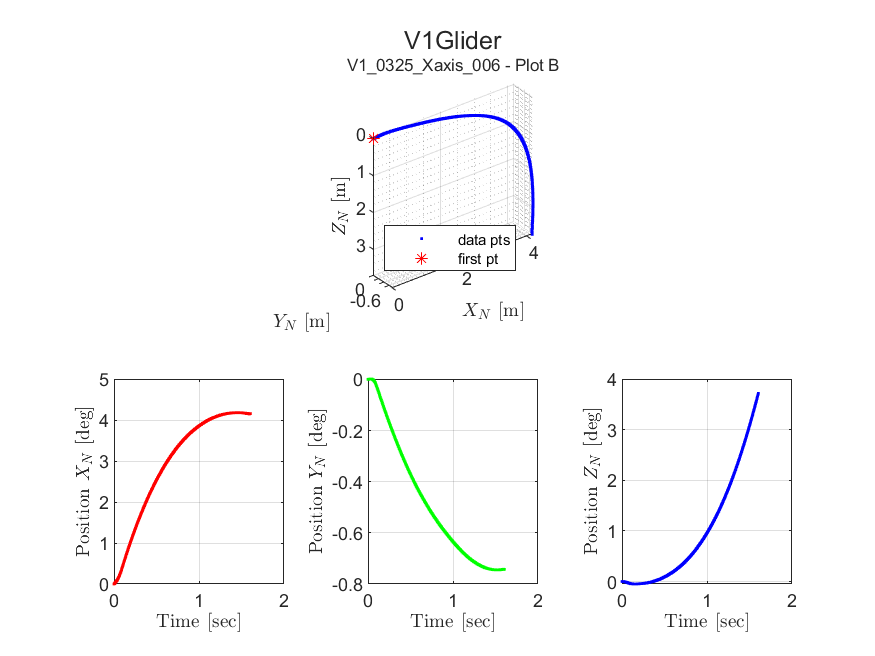 V1Glider
V1_0325_Xaxis_006 - Plot B
0
1
2
3
Z_N [m]
data pts
first pt
0
-0.6
Y_N [m]
0
2
4
X_N [m]
5
4
3
2
1
0
Position X_N [deg]
0 1 2
Time [sec]
0
-0.2
-0.4
-0.6
-0.8
Position Y_N [deg]
0 1 2
Time [sec]
4
3
2
1
0
Position Z_N [deg]
0 1 2
Time [sec]